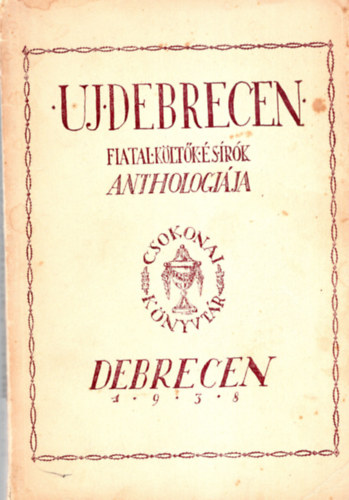 ·UJ·DEBRECEN·
FIATAL·KÖLTŐK·ÉS·ÍRÓK
ANTHOLOGIÁJA
CSOKONAI
KÖNYVTÁR
DEBRECEN
1·9·3·8